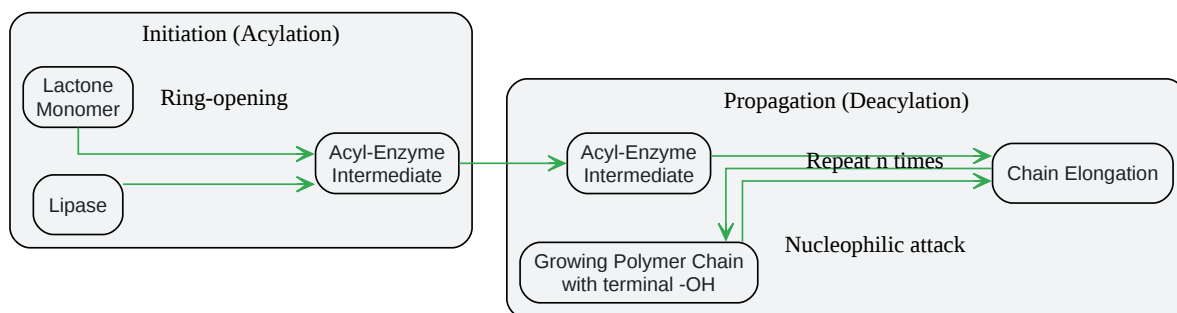 Initiation (Acylation)
Lactone
Monomer
Ring-opening
Lipase
Acyl-Enzyme
Intermediate
Propagation (Deacylation)
Acyl-Enzyme
Intermediate
Repeat n times
Chain Elongation
Nucleophilic attack
Growing Polymer Chain
with terminal -OH